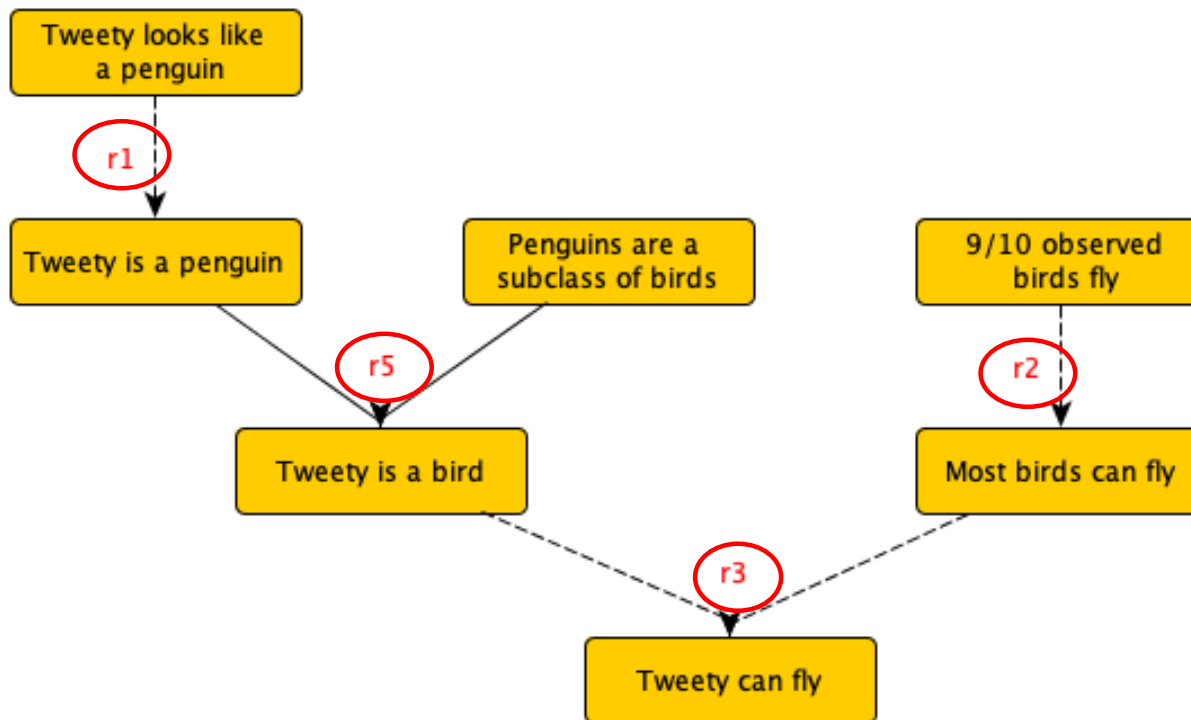 Tweety looks like
a penguin
r1
Tweety is a penguin
Penguins are a
subclass of birds
9/10 observed
birds fly
r5
r2
Tweety is a bird
Most birds can fly
r3
Tweety can fly